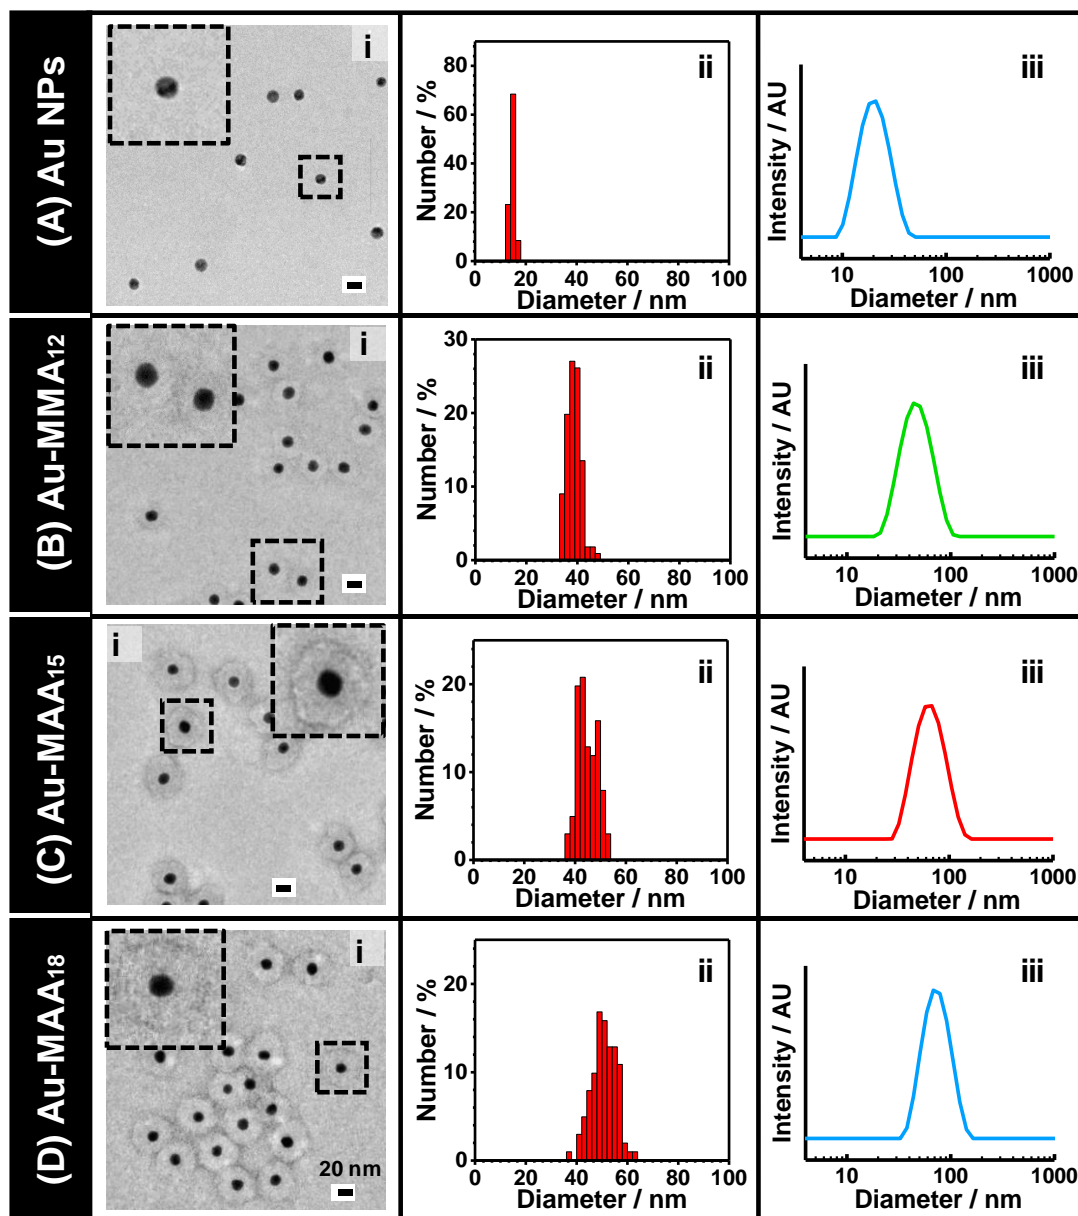 (A) Au NPs
i
ii
Number / %
80
60
40
20
0
0 20 40 60 80 100
Diameter / nm
iii
Intensity / AU
10 100 1000
Diameter / nm
(B) Au-MMA12
i
ii
Number / %
30
20
10
0
0 20 40 60 80 100
Diameter / nm
iii
Intensity / AU
10 100 1000
Diameter / nm
(C) Au-MAA15
i
ii
Number / %
20
10
0
0 20 40 60 80 100
Diameter / nm
iii
Intensity / AU
10 100 1000
Diameter / nm
(D) Au-MAA18
i
20 nm
ii
Number / %
20
10
0
0 20 40 60 80 100
Diameter / nm
iii
Intensity / AU
10 100 1000
Diameter / nm